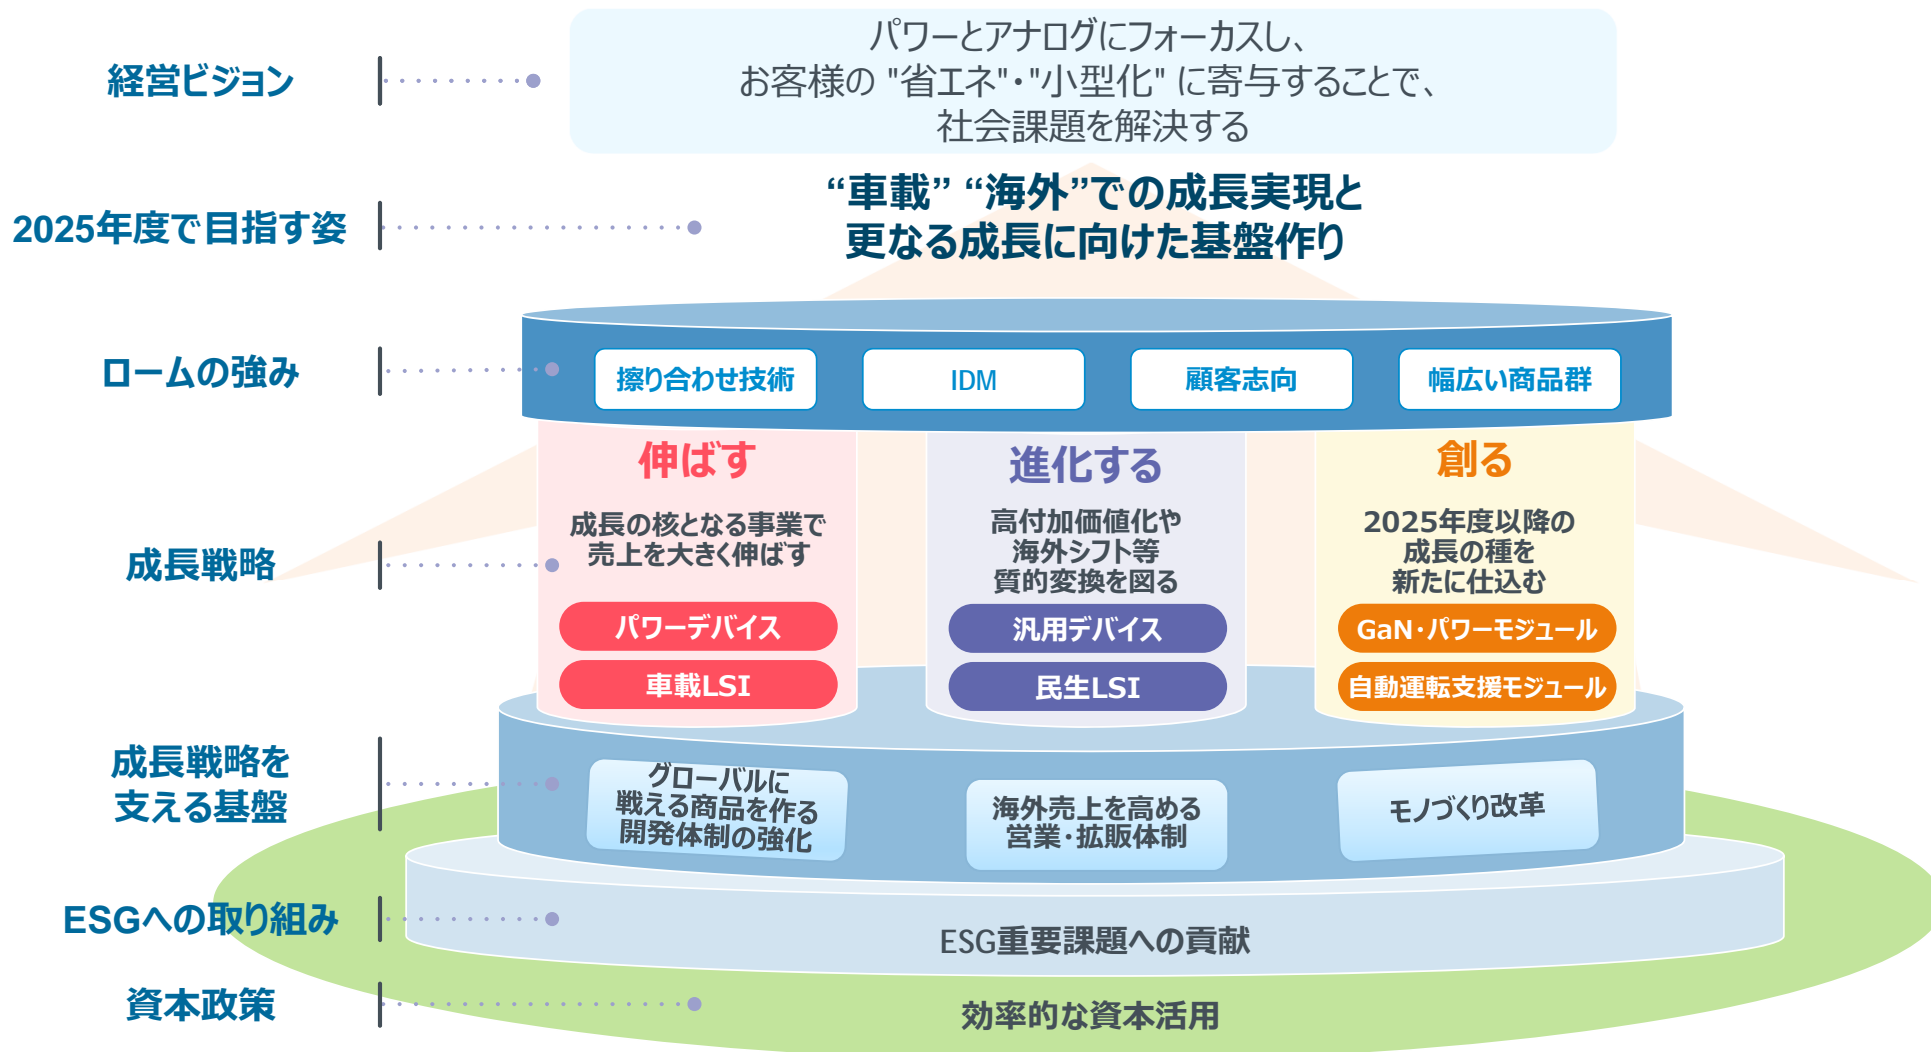 経営ビジョン
パワーとアナログにフォーカスし、
お客様の "省エネ"・"小型化" に寄与することで、
社会課題を解決する
2025年度で目指す姿
“車載” “海外”での成長実現と
更なる成長に向けた基盤作り
ロームの強み
擦り合わせ技術
IDM
顧客志向
幅広い商品群
成長戦略
伸ばす
成長の核となる事業で
売上を大きく伸ばす
パワーデバイス
車載LSI
進化する
高付加価値化や
海外シフト等
質的変換を図る
汎用デバイス
民生LSI
創る
2025年度以降の
成長の種を
新たに仕込む
GaN・パワーモジュール
自動運転支援モジュール
成長戦略を
支える基盤
グローバルに
戦える商品を作る
開発体制の強化
海外売上を高める
営業・拡販体制
モノづくり改革
ESGへの取り組み
ESG重要課題への貢献
資本政策
効率的な資本活用